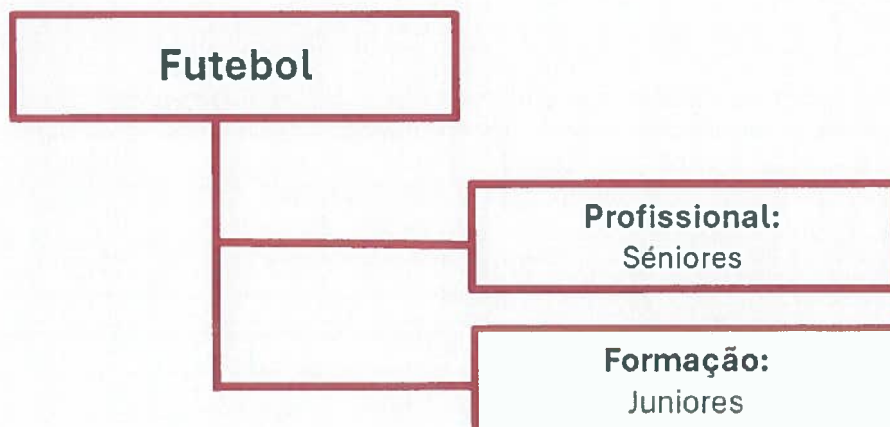 Futebol
Profissional:
Séniores
Formação:
Juniores